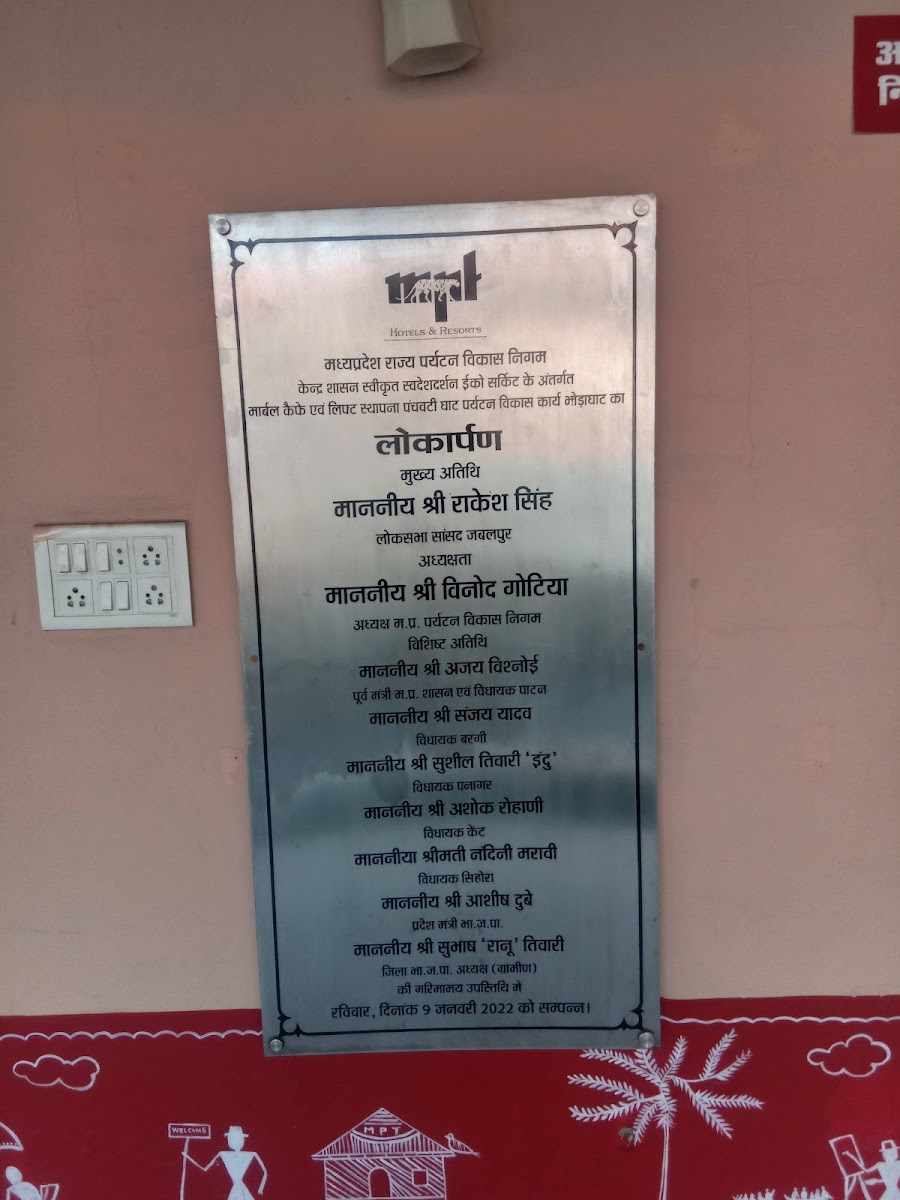 अ
नि
mpt
HOTELS & RESORTS
मध्यप्रदेश राज्य पर्यटन विकास निगम
केन्द्र शासन स्वीकृत स्वदेशदर्शन ईको सर्किट के अंतर्गत
मार्बल कैफे एवं लिफ्ट स्थापना पंचवटी घाट पर्यटन विकास कार्य भोड़ाघाट का
लोकार्पण
मुख्य अतिथि
माननीय श्री राकेश सिंह
लोकसभा सांसद जबलपुर
अध्यक्षता
माननीय श्री विनोद गोटिया
अध्यक्ष म.प्र. पर्यटन विकास निगम
विशिष्ट अतिथि
माननीय श्री अजय विश्नोई
पूर्व मंत्री म.प्र. शासन एवं विधायक पाटन
माननीय श्री संजय यादव
विधायक बरगी
माननीय श्री सुशील तिवारी 'इंदु'
विधायक पनागर
माननीय श्री अशोक रोहाणी
विधायक केंट
माननीया श्रीमती नंदिनी मरावी
विधायक सिहोरा
माननीय श्री आशीष दुबे
प्रदेश मंत्री भा.ज.पा.
माननीय श्री सुभाष 'रानू' तिवारी
जिला भा.ज.पा. अध्यक्ष (ग्रामीण)
की गरिमामय उपस्तिथि में
रविवार, दिनांक 9 जनवरी 2022 को सम्पन्न।
WELCOME
MPT